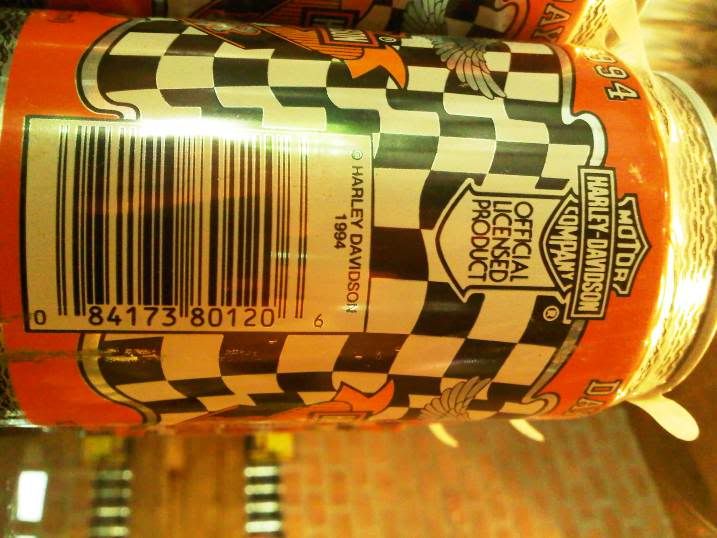 1994
MOTOR
HARLEY-DAVIDSON
COMPANY
OFFICIAL
LICENSED
PRODUCT
®
© HARLEY DAVIDSON
1994
0 84173 80120 6